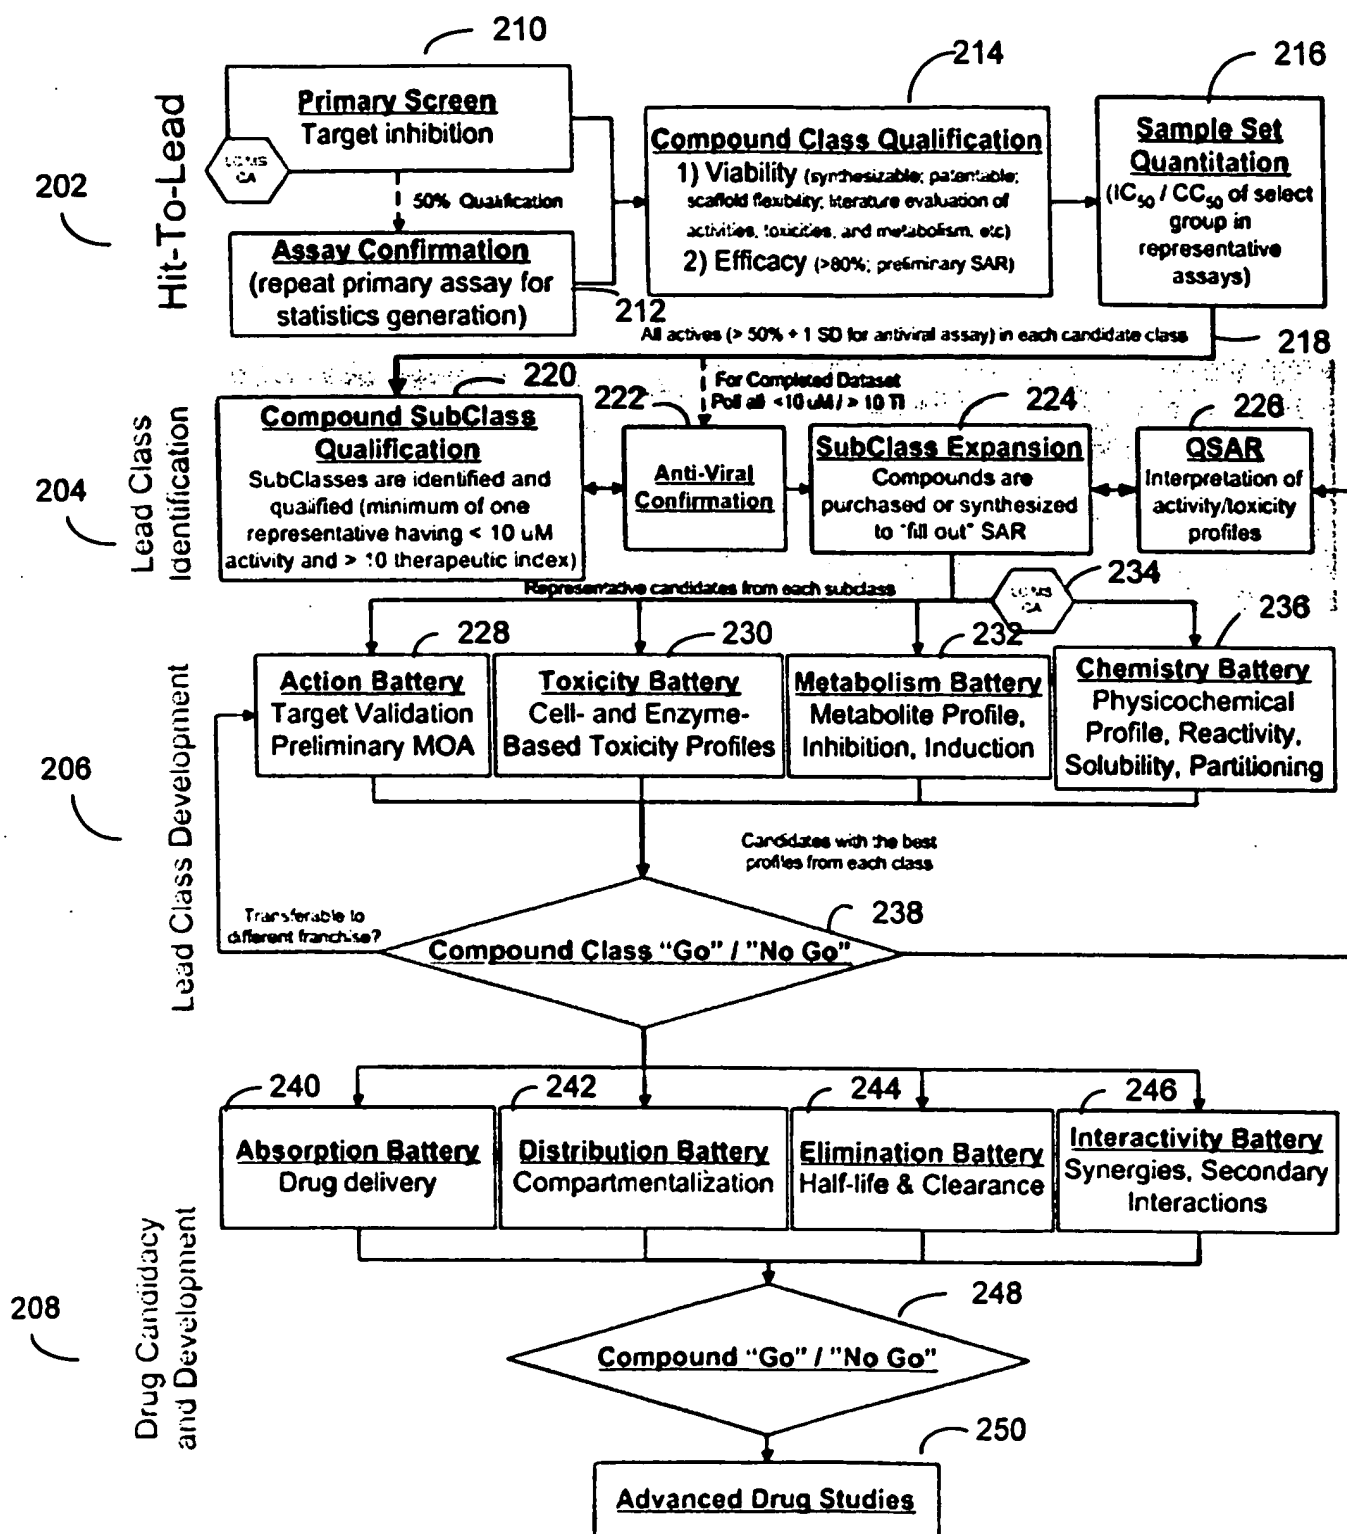 210
214
216
Hit-To-Lead
202
Primary Screen
Target inhibition
LC/MS
QA
50% Qualification
Assay Confirmation
(repeat primary assay for
statistics generation)
212
Compound Class Qualification
1) Viability (synthesizable; patentable;
scaffold flexibility; literature evaluation of
activities, toxicities, and metabolism, etc)
2) Efficacy (>80%; preliminary SAR)
Sample Set
Quantitation
(IC50 / CC50 of select
group in
representative
assays)
All actives (> 50% + 1 SD for antiviral assay) in each candidate class
218
220
For Completed Dataset
Poll all <10 uM / > 10 TI
222
224
226
204
Lead Class
Identification
Compound SubClass
Qualification
SubClasses are identified and
qualified (minimum of one
representative having < 10 uM
activity and > 10 therapeutic index)
Anti-Viral
Confirmation
SubClass Expansion
Compounds are
purchased or synthesized
to "fill out" SAR
QSAR
Interpretation of
activity/toxicity
profiles
Representative candidates from each subclass
LC/MS
QA
234
228
230
232
236
206
Lead Class Development
Action Battery
Target Validation
Preliminary MOA
Toxicity Battery
Cell- and Enzyme-
Based Toxicity Profiles
Metabolism Battery
Metabolite Profile,
Inhibition, Induction
Chemistry Battery
Physicochemical
Profile, Reactivity,
Solubility, Partitioning
Candidates with the best
profiles from each class
Transferable to
different franchise?
238
Compound Class "Go" / "No Go"
240
242
244
246
Absorption Battery
Drug delivery
Distribution Battery
Compartmentalization
Elimination Battery
Half-life & Clearance
Interactivity Battery
Synergies, Secondary
Interactions
208
Drug Candidacy
and Development
248
Compound "Go" / "No Go"
250
Advanced Drug Studies